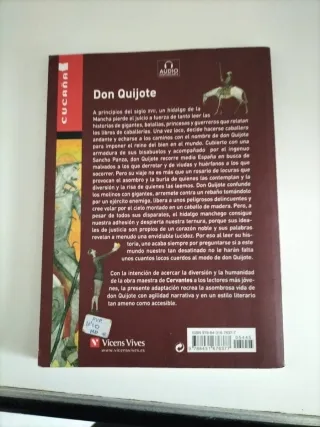 CUCAÑA
AUDIO
Don Quijote
A principios del siglo XVII, un hidalgo de la
Mancha pierde el juicio a fuerza de tanto leer las
historias de gigantes, batallas, princesas y guerreros que relatan
los libros de caballerías. Una vez loco, decide hacerse caballero
andante y echarse a los caminos con el nombre de don Quijote
para imponer el reino del bien en el mundo. Cubierto con una
armadura de sus bisabuelos y acompañado por el ingenuo
Sancho Panza, don Quijote recorre media España en busca de
malvados a los que derrotar y de viudas y huérfanos a los que
socorrer. Pero su viaje no es más que un rosario de locuras que
provocan el asombro y la burla de quienes las contemplan y la
diversión y la risa de quienes las leemos. Don Quijote confunde
los molinos con gigantes, arremete contra un rebaño tomándolo
por un ejército enemigo, libera a unos peligrosos delincuentes y
cree volar por el cielo montado en un caballo de madera. Pero, a
pesar de todos sus disparates, el hidalgo manchego consigue
nuestra adhesión y despierta nuestra ternura, porque sus idea-
les de justicia son propios de un corazón noble y sus palabras
revelan a menudo una envidiable lucidez. Por eso al leer su his-
toria, uno acaba siempre por preguntarse si a este
mundo nuestro tan desatinado no le harán falta
unos cuantos locos cuerdos al modo de don Quijote.
Con la intención de acercar la diversión y la humanidad de
la obra maestra de Cervantes a los lectores más jóve-
nes, la presente adaptación recrea la asombrosa vida de
don Quijote con agilidad narrativa y en un estilo literario
tan ameno como accesible.
Vicens Vives
www.vicensvives.es